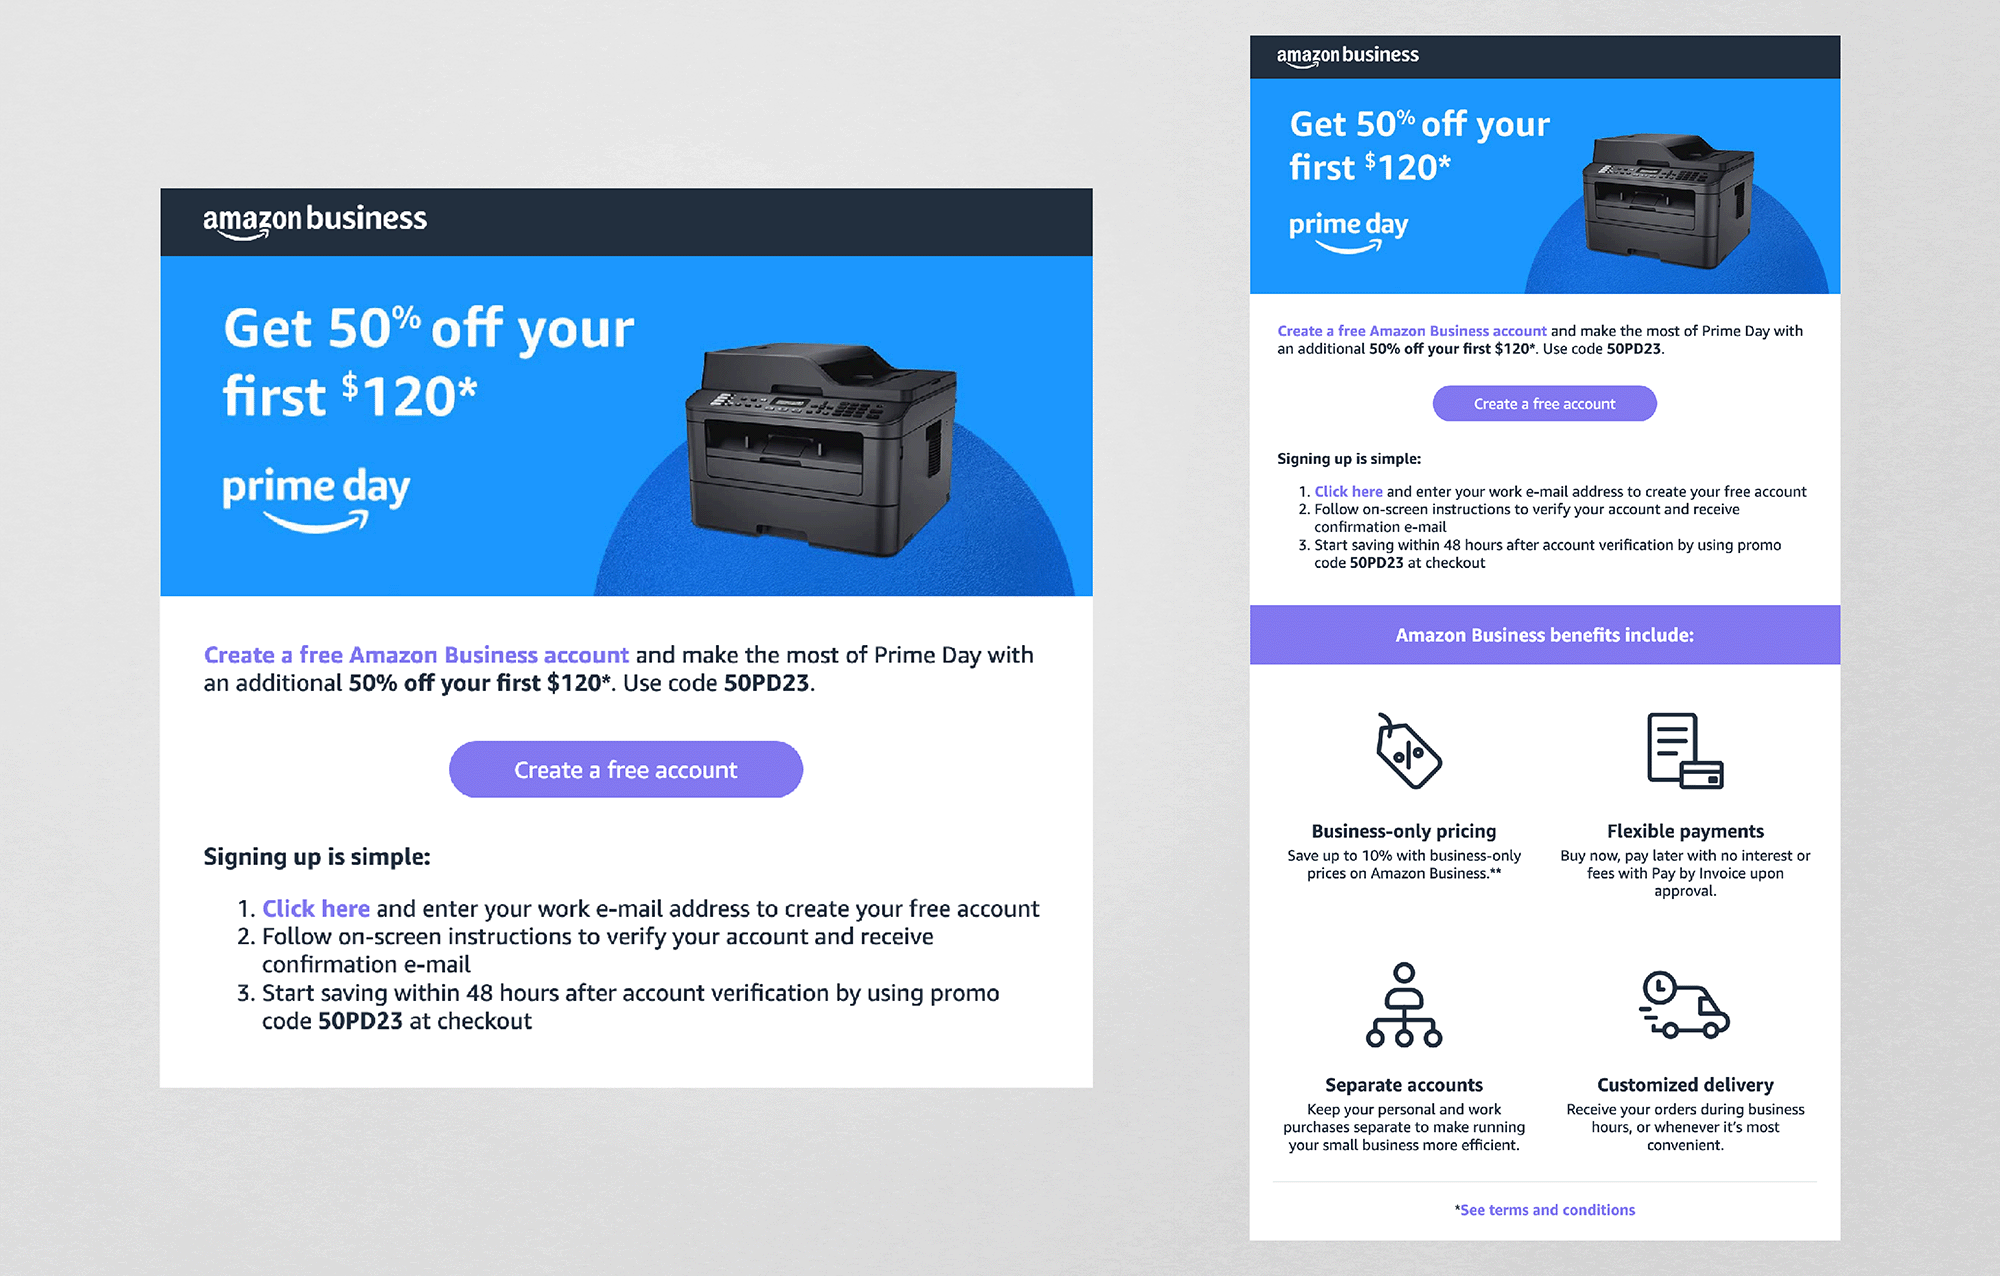 amazon business
Get 50% off your
first $120*
prime day
Create a free Amazon Business account and make the most of Prime Day with
an additional 50% off your first $120*. Use code 50PD23.
Create a free account
Signing up is simple:
1. Click here and enter your work e-mail address to create your free account
2. Follow on-screen instructions to verify your account and receive
confirmation e-mail
3. Start saving within 48 hours after account verification by using promo
code 50PD23 at checkout
amazon business
Get 50% off your
first $120*
prime day
Create a free Amazon Business account and make the most of Prime Day with
an additional 50% off your first $120*. Use code 50PD23.
Create a free account
Signing up is simple:
1. Click here and enter your work e-mail address to create your free account
2. Follow on-screen instructions to verify your account and receive
confirmation e-mail
3. Start saving within 48 hours after account verification by using promo
code 50PD23 at checkout
Amazon Business benefits include:
Business-only pricing
Save up to 10% with business-only
prices on Amazon Business.**
Flexible payments
Buy now, pay later with no interest or
fees with Pay by Invoice upon
approval.
Separate accounts
Keep your personal and work
purchases separate to make running
your small business more efficient.
Customized delivery
Receive your orders during business
hours, or whenever it's most
convenient.
*See terms and conditions